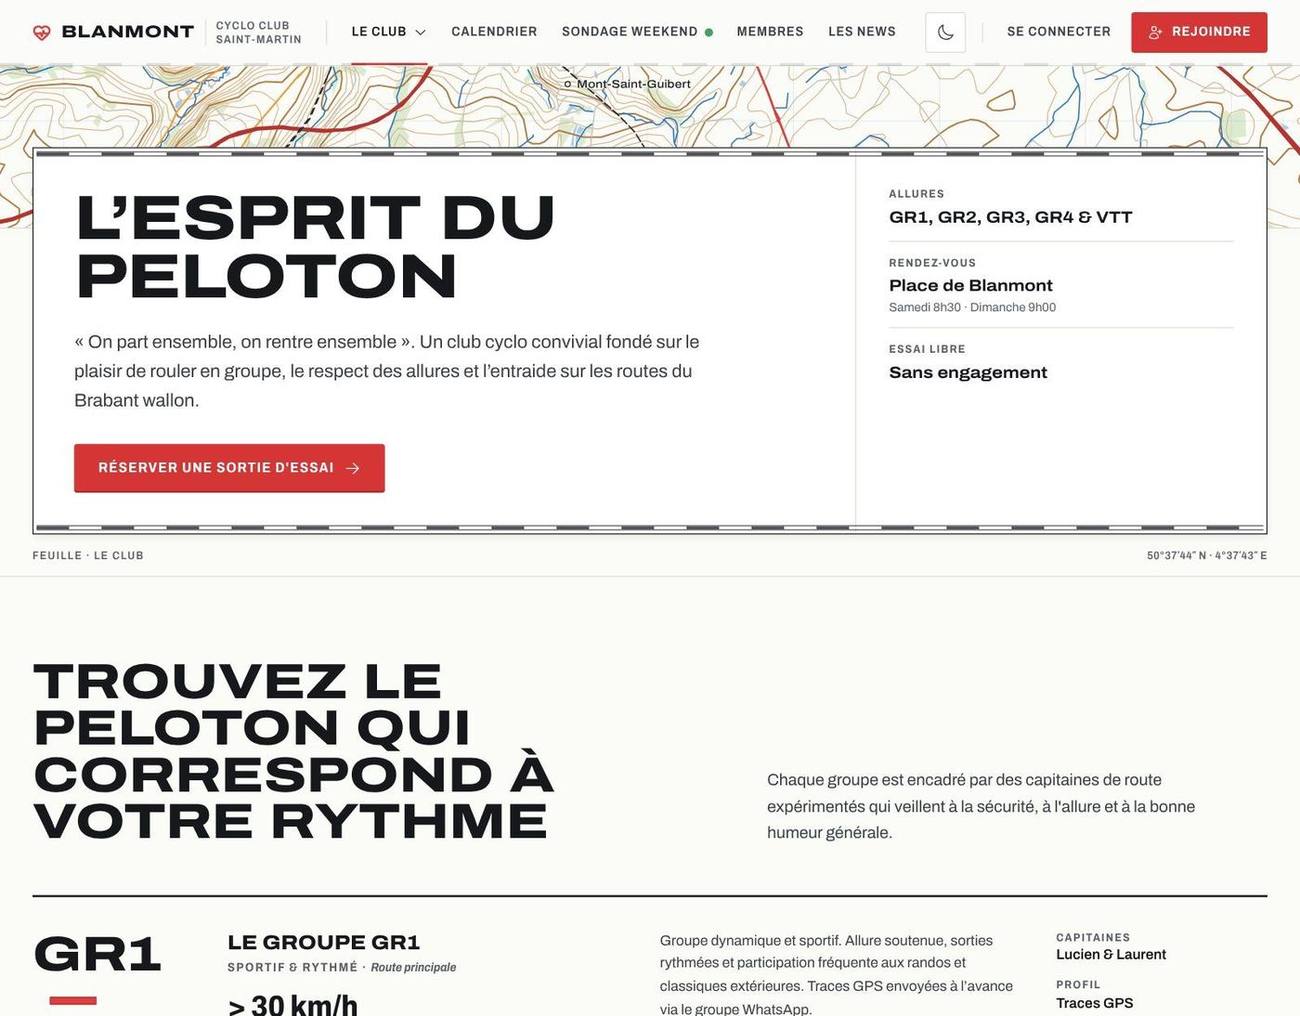 BLANMONT
CYCLO CLUB
SAINT-MARTIN
LE CLUB
CALENDRIER
SONDAGE WEEKEND
MEMBRES
LES NEWS
SE CONNECTER
REJOINDRE
Mont-Saint-Guibert
L’ESPRIT DU
PELOTON
« On part ensemble, on rentre ensemble ». Un club cyclo convivial fondé sur le
plaisir de rouler en groupe, le respect des allures et l’entraide sur les routes du
Brabant wallon.
RÉSERVER UNE SORTIE D'ESSAI
ALLURES
GR1, GR2, GR3, GR4 & VTT
RENDEZ-VOUS
Place de Blanmont
Samedi 8h30 · Dimanche 9h00
ESSAI LIBRE
Sans engagement
FEUILLE · LE CLUB
50°37′44″ N · 4°37′43″ E
TROUVEZ LE
PELOTON QUI
CORRESPOND À
VOTRE RYTHME
Chaque groupe est encadré par des capitaines de route
expérimentés qui veillent à la sécurité, à l'allure et à la bonne
humeur générale.
GR1
LE GROUPE GR1
SPORTIF & RYTHMÉ · Route principale
> 30 km/h
Groupe dynamique et sportif. Allure soutenue, sorties
rythmées et participation fréquente aux randos et
classiques extérieures. Traces GPS envoyées à l’avance
via le groupe WhatsApp.
CAPITAINES
Lucien & Laurent
PROFIL
Traces GPS